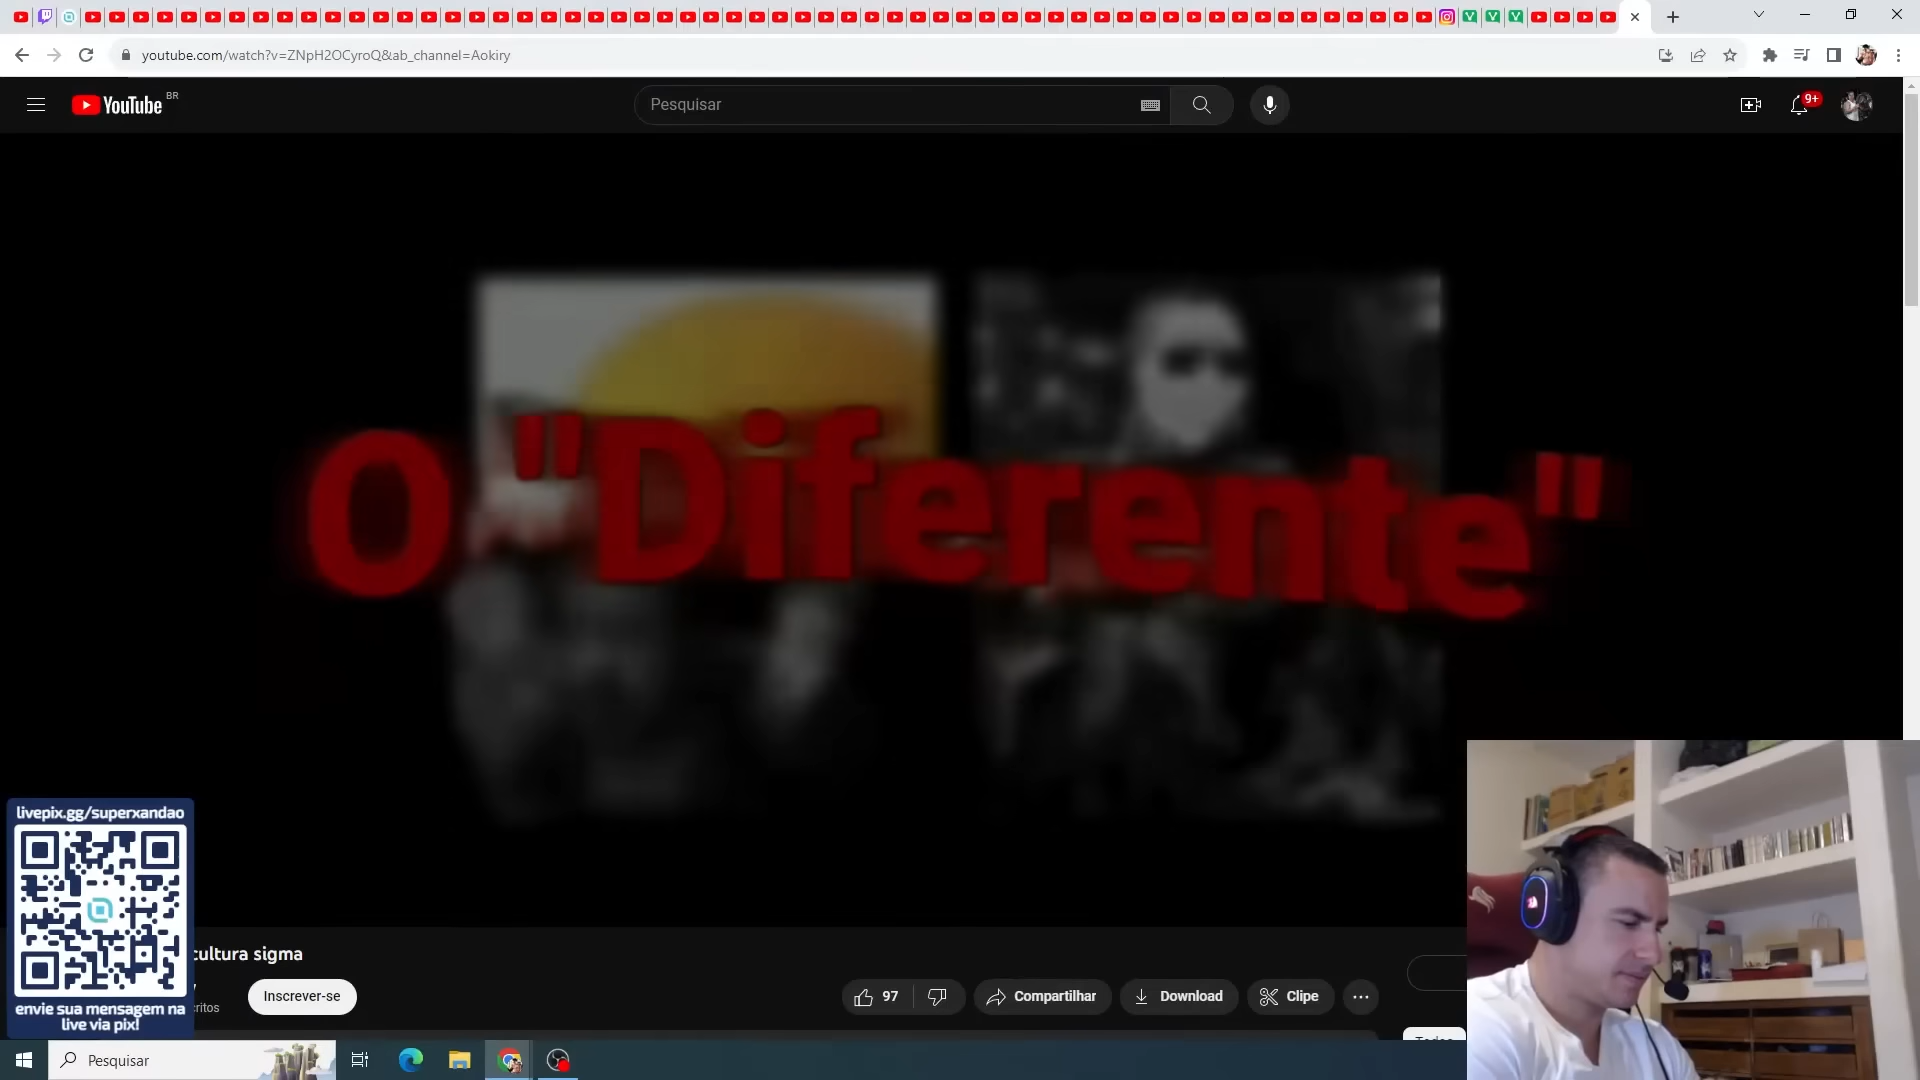 youtube.com/watch?v=ZNpH2OCyroQ&ab_channel=Aokiry
YouTube BR
Pesquisar
9+
O "Diferente"
livepix.gg/superxandao
envie sua mensagem na
live via pix!
cultura sigma
critos
Inscrever-se
97
Compartilhar
Download
Clipe
Pesquisar